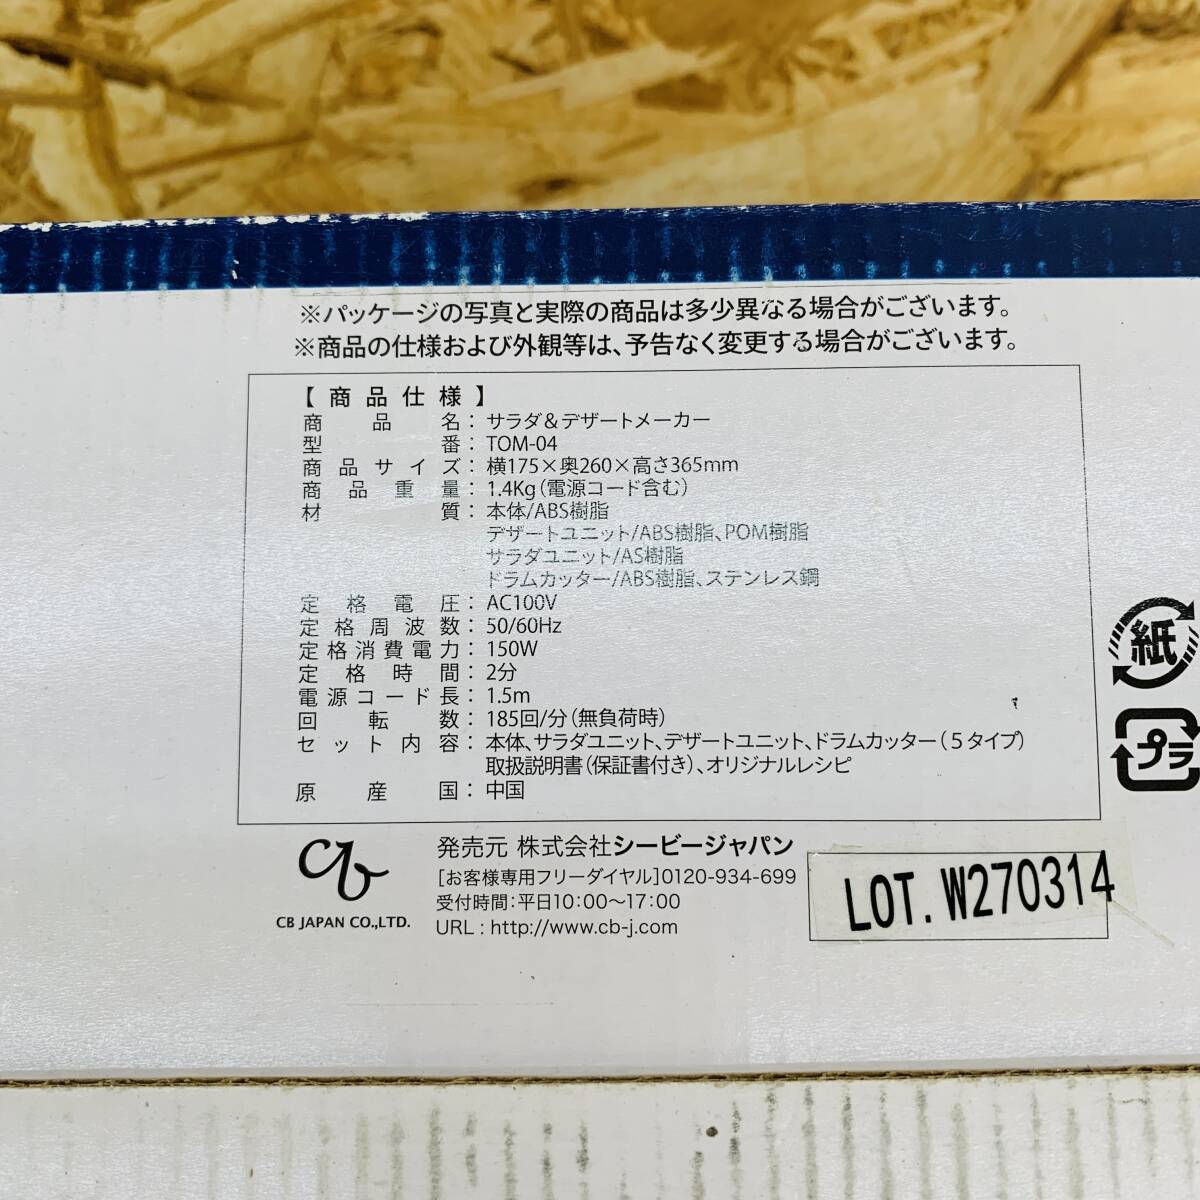 ※パッケージの写真と実際の商品は多少異なる場合がございます。
※商品の仕様および外観等は、予告なく変更する場合がございます。
【商品仕様】
商品名：サラダ＆デザートメーカー
型番：TOM-04
商品サイズ：横175×奥260×高さ365mm
商品重量：1.4Kg（電源コード含む）
材質：本体/ABS樹脂
デザートユニット/ABS樹脂、POM樹脂
サラダユニット/AS樹脂
ドラムカッター/ABS樹脂、ステンレス鋼
定格電圧：AC100V
定格周波数：50/60Hz
定格消費電力：150W
定格時間：2分
電源コード長：1.5m
回転数：185回/分（無負荷時）
セット内容：本体、サラダユニット、デザートユニット、ドラムカッター（５タイプ）
取扱説明書（保証書付き）、オリジナルレシピ
原産国：中国
紙
プラ
cb
CB JAPAN CO.,LTD.
発売元 株式会社シービージャパン
［お客様専用フリーダイヤル］0120-934-699
受付時間：平日10:00〜17:00
URL : http://www.cb-j.com
LOT. W270314